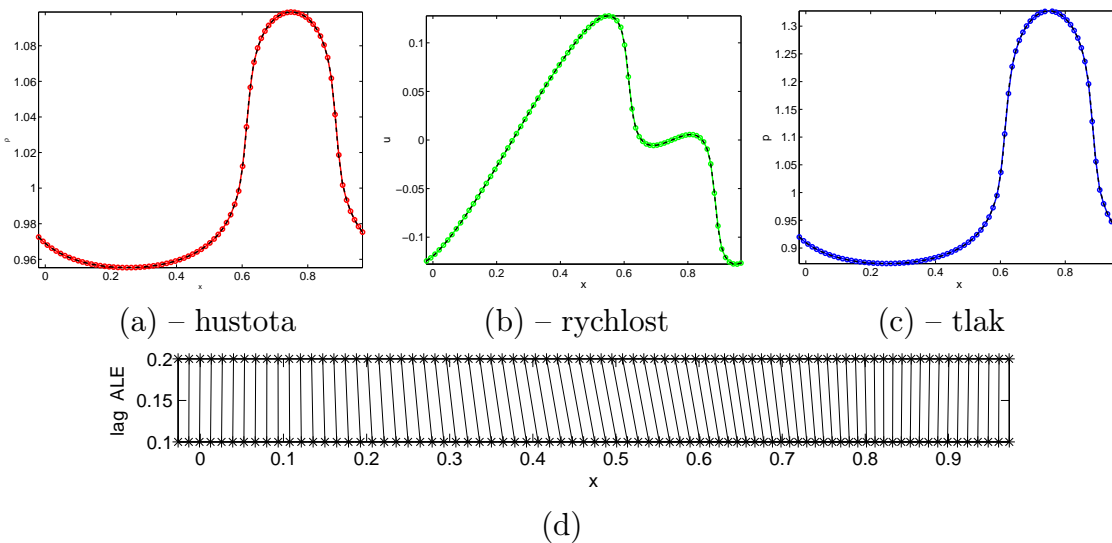 1.08
1.06
1.04
1.02
1
0.98
0.96
ρ
0 0.2 0.4 0.6 0.8
x
0.1
0.05
0
−0.05
−0.1
u
0 0.2 0.4 0.6 0.8
x
1.3
1.25
1.2
1.15
1.1
1.05
1
0.95
0.9
p
0 0.2 0.4 0.6 0.8
x
(a) – hustota
(b) – rychlost
(c) – tlak
0.2
0.15
0.1
lag ALE
0 0.1 0.2 0.3 0.4 0.5 0.6 0.7 0.8 0.9
x
(d)